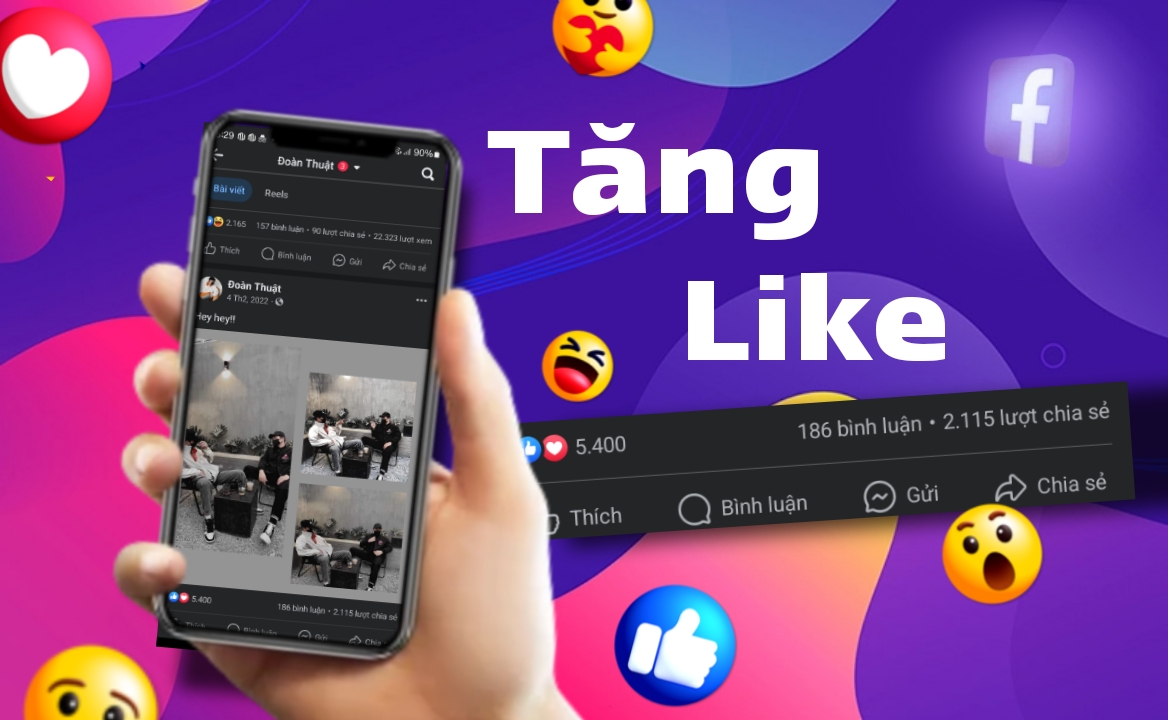 :29 90%
Đoàn Thuật 3
Bài viết Reels
2.165 157 bình luận • 90 lượt chia sẻ • 22.323 lượt xem
Thích Bình luận Gửi Chia sẻ
Đoàn Thuật
4 Th2, 2022 ·
Hey hey!!
5.400 186 bình luận • 2.115 lượt chia sẻ
Thích Bình luận Gửi Chia
Tăng
Like
f
5.400 186 bình luận • 2.115 lượt chia sẻ
Thích Bình luận Gửi Chia sẻ